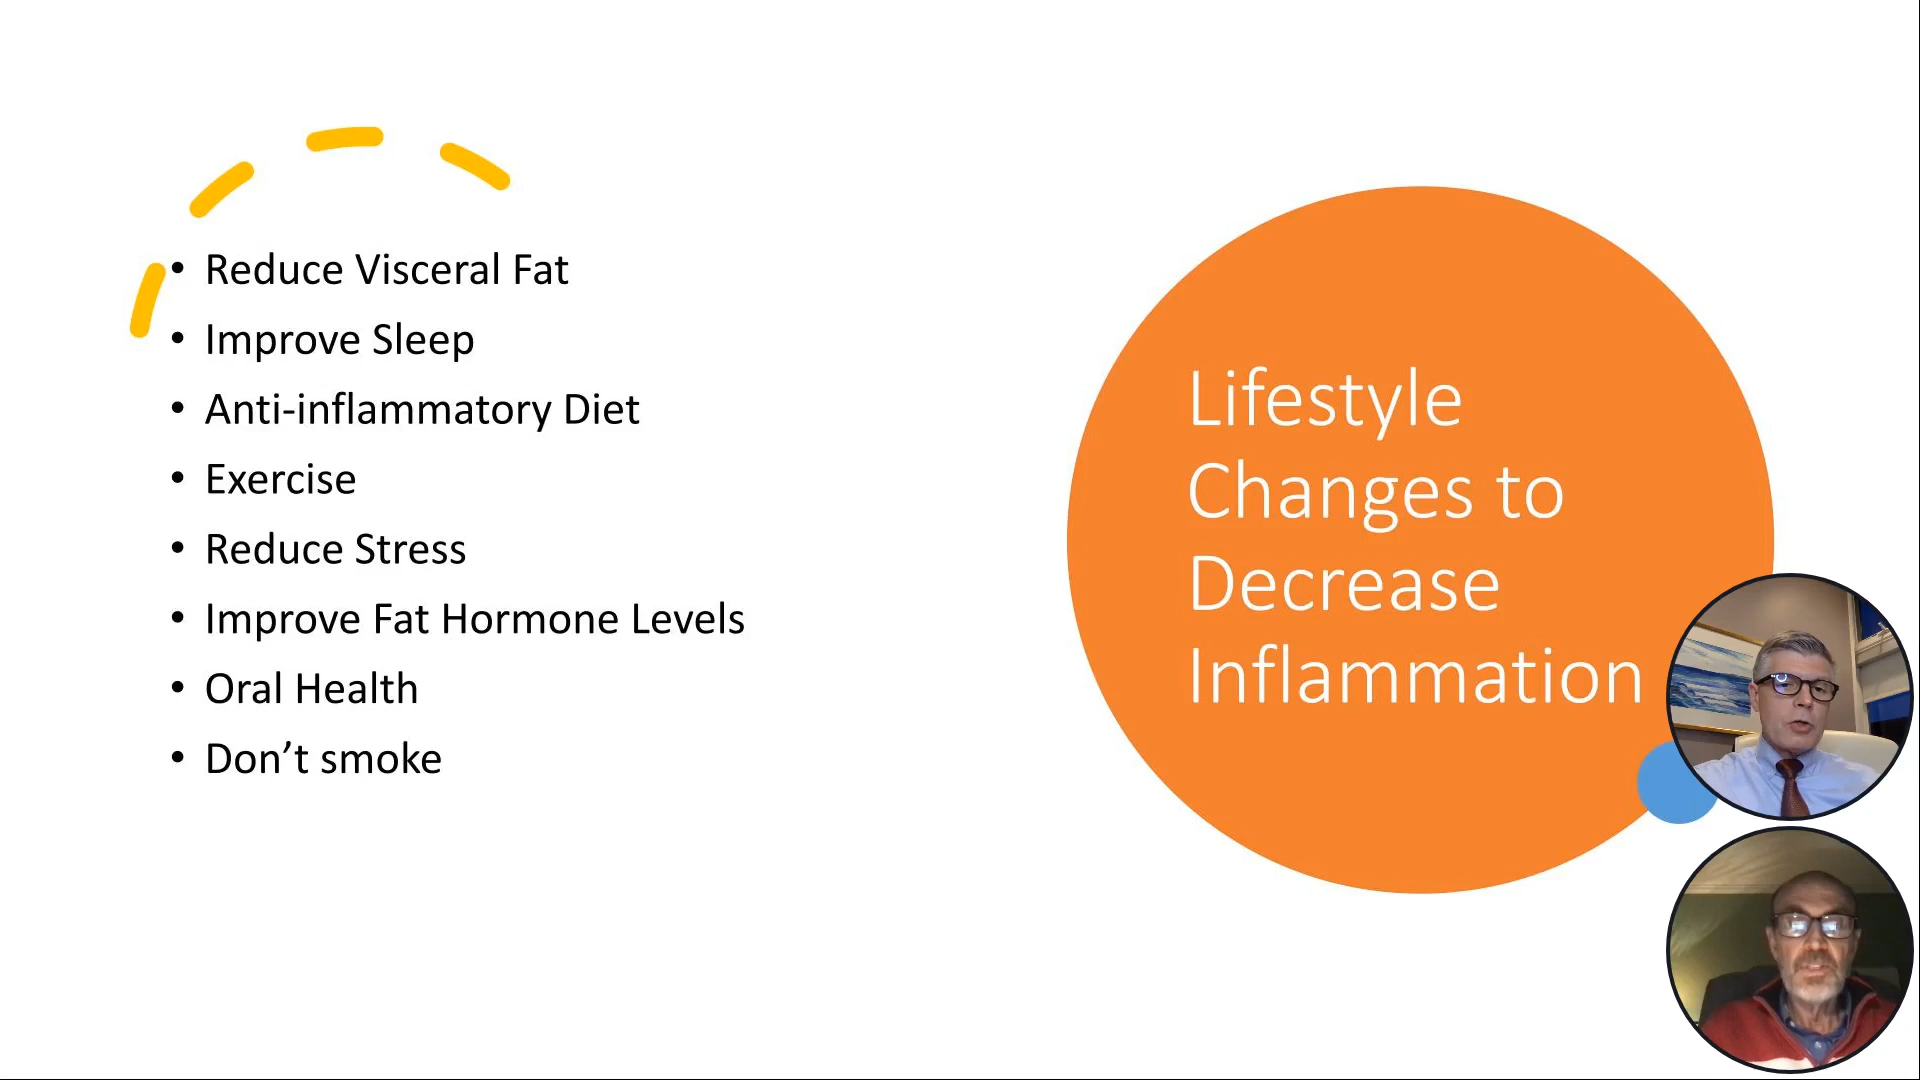 • Reduce Visceral Fat
• Improve Sleep
• Anti-inflammatory Diet
• Exercise
• Reduce Stress
• Improve Fat Hormone Levels
• Oral Health
• Don’t smoke
Lifestyle
Changes to
Decrease
Inflammation